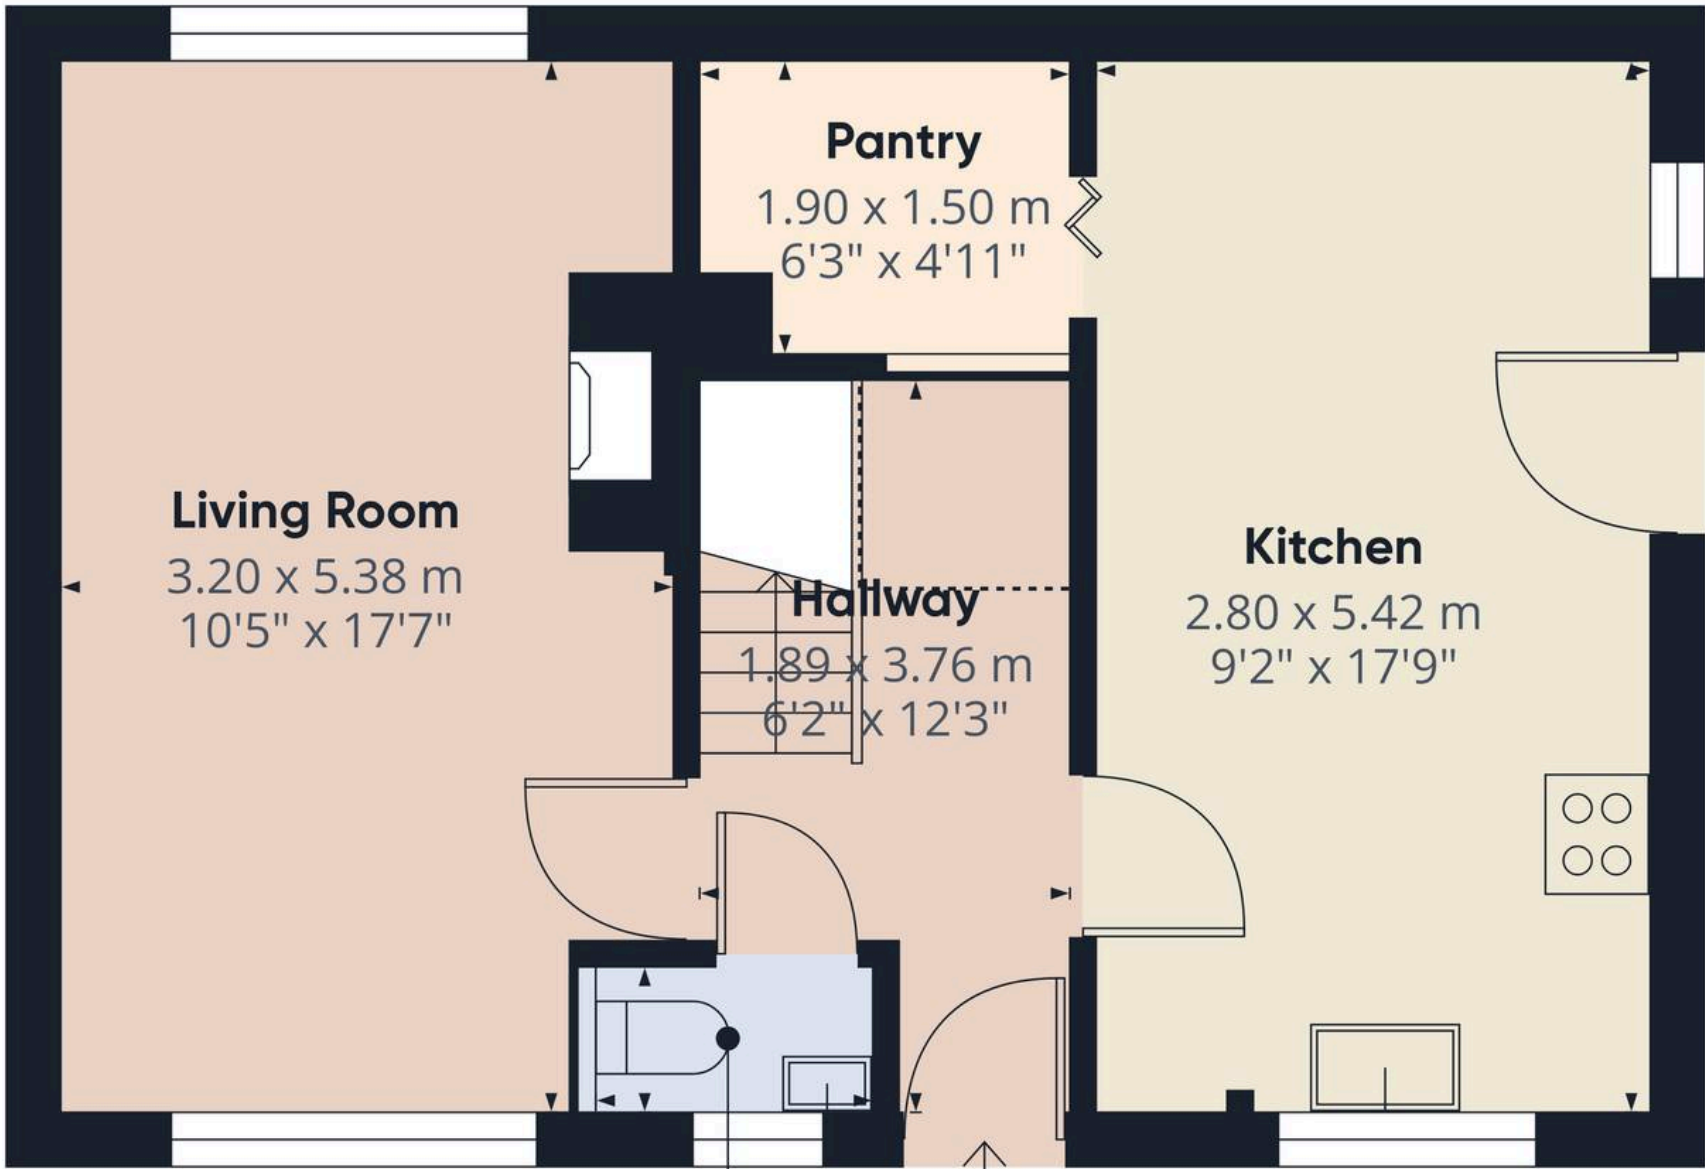 Pantry
1.90 x 1.50 m
6'3" x 4'11"
Living Room
3.20 x 5.38 m
10'5" x 17'7"
Hallway
1.89 x 3.76 m
6'2" x 12'3"
Kitchen
2.80 x 5.42 m
9'2" x 17'9"